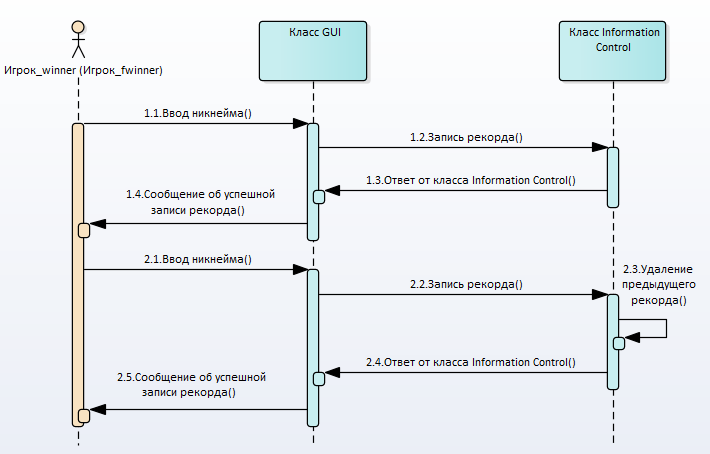 Класс GUI
Класс Information
Control
Игрок_winner (Игрок_fwinner)
1.1.Ввод никнейма()
1.2.Запись рекорда()
1.3.Ответ от класса Information Control()
1.4.Сообщение об успешной
записи рекорда()
2.1.Ввод никнейма()
2.2.Запись рекорда()
2.3.Удаление
предыдущего
рекорда()
2.4.Ответ от класса Information Control()
2.5.Сообщение об успешной
записи рекорда()